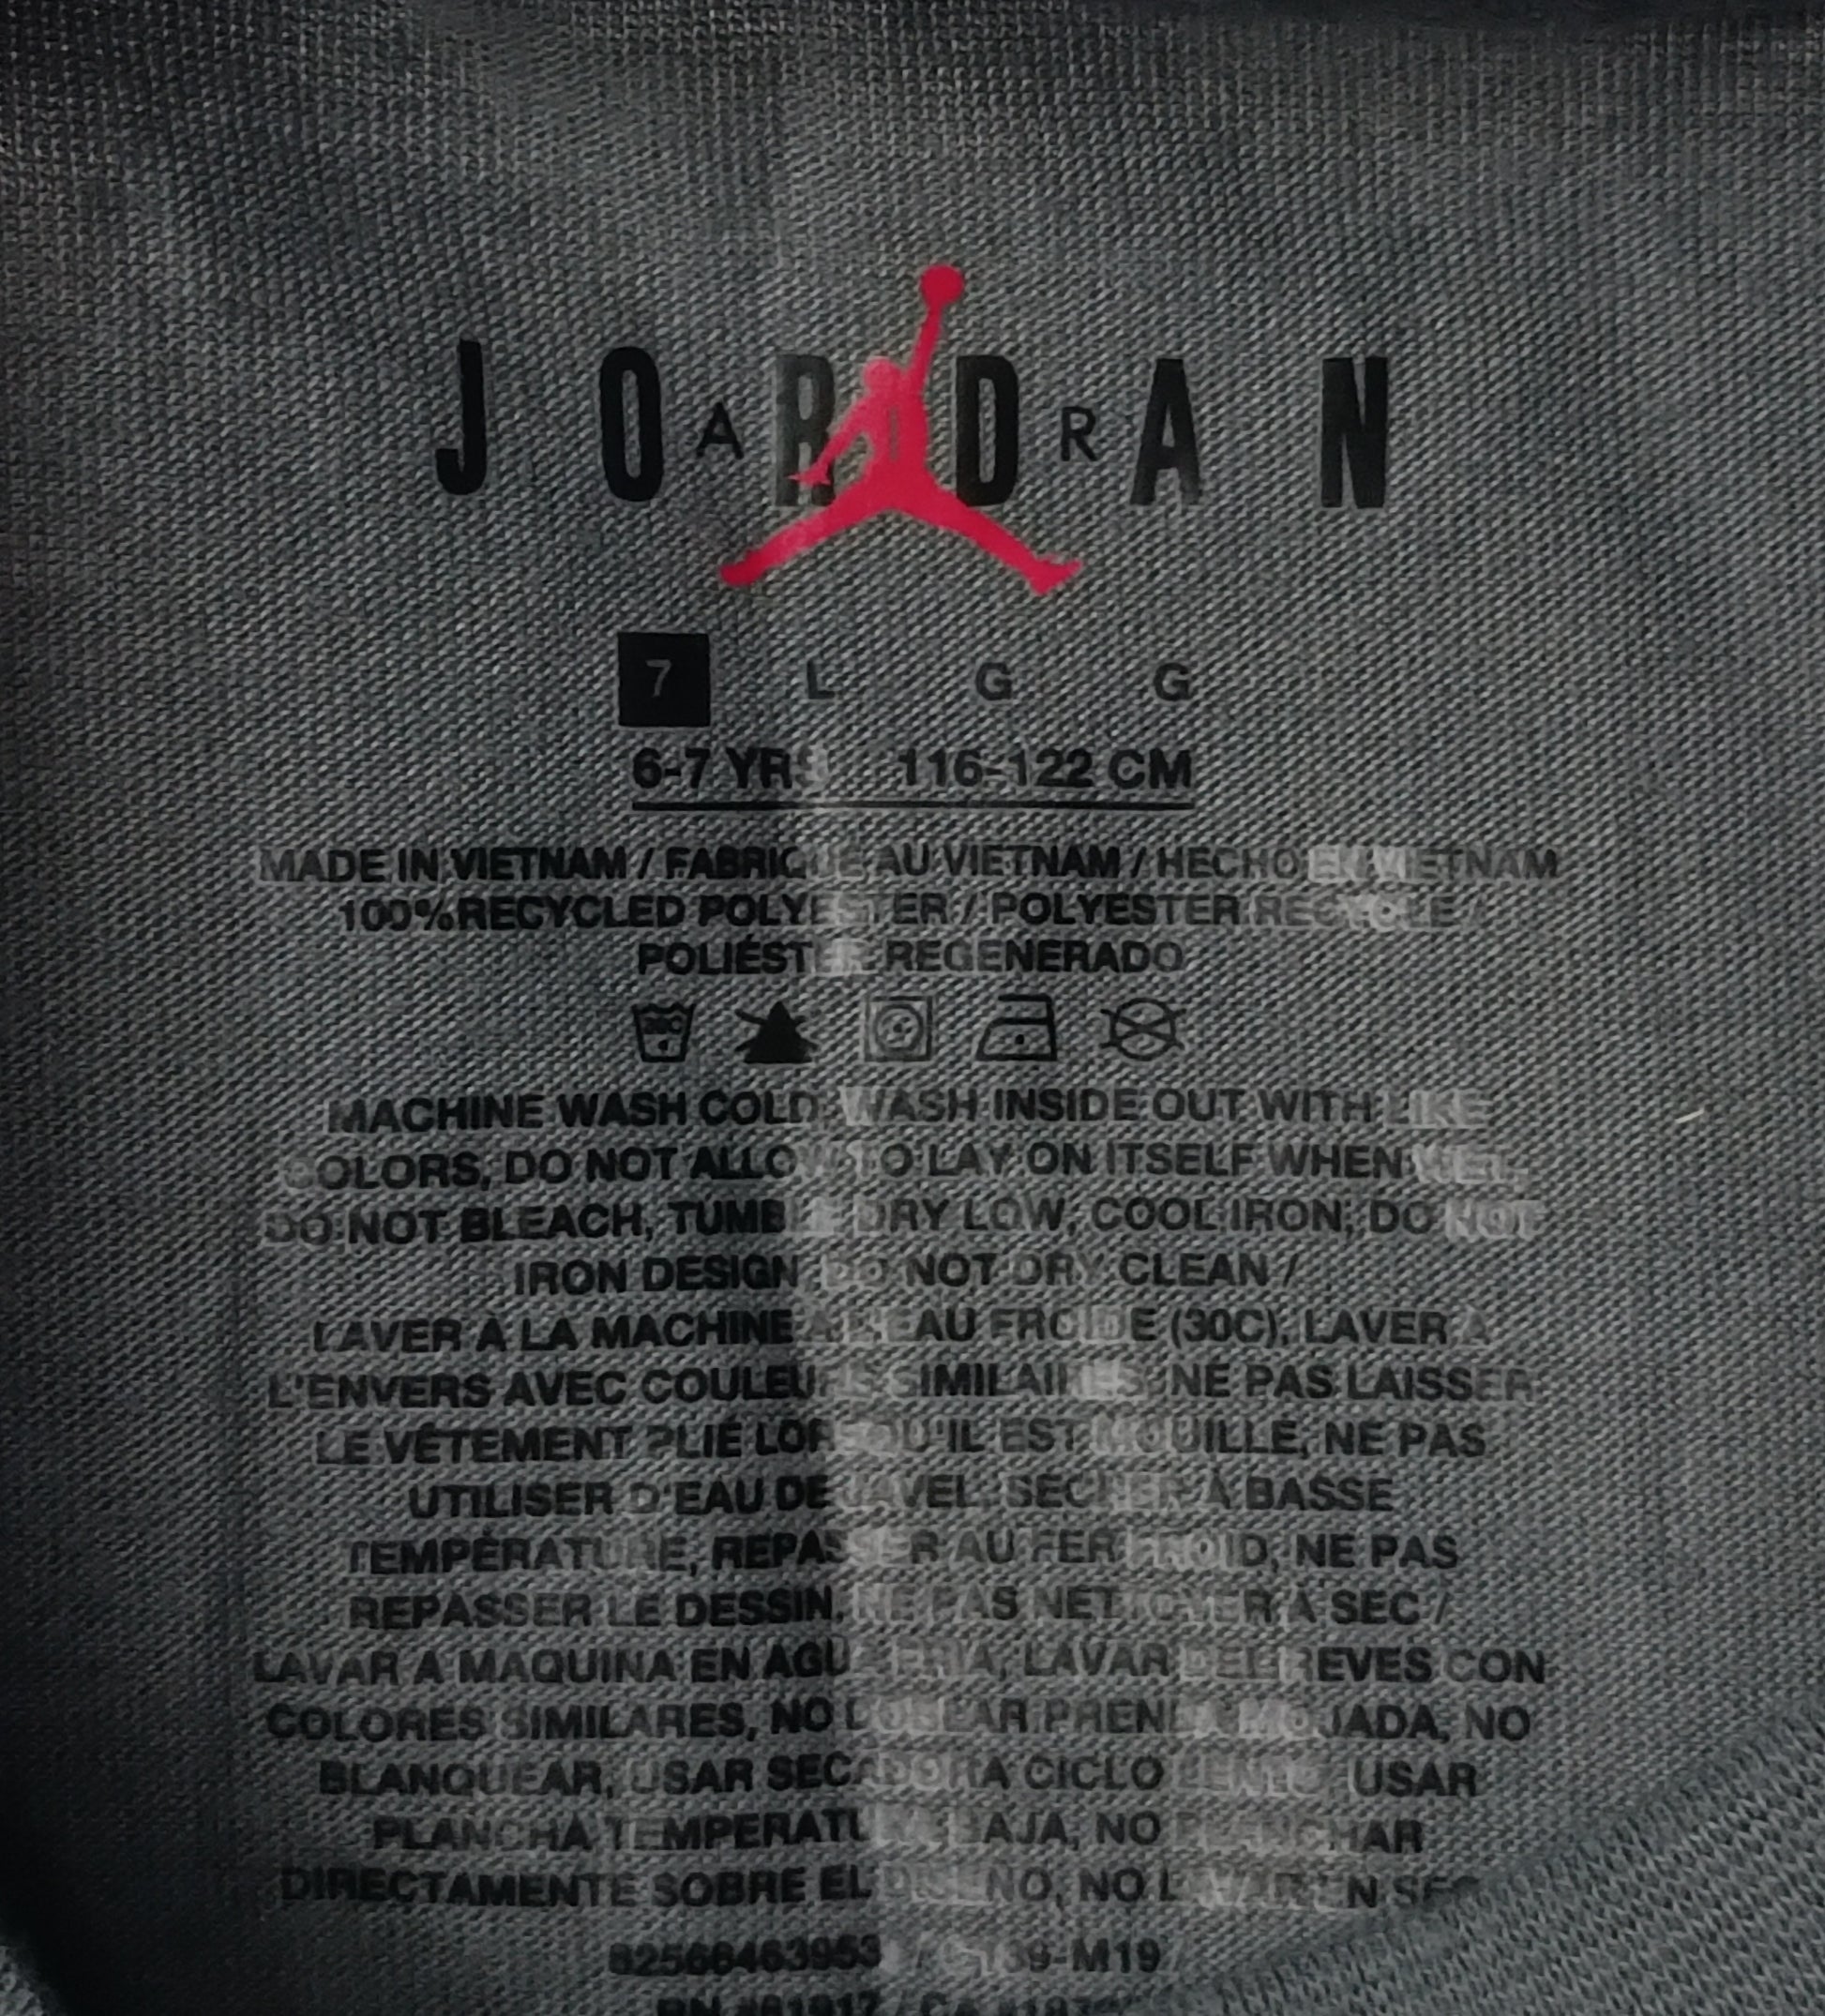 JORDAN
AIR
7 L G G
6-7 YRS 116-122 CM
MADE IN VIETNAM / FABRIQUE AU VIETNAM / HECHO EN VIETNAM
100%RECYCLED POLYESTER / POLYESTER RECYCLE /
POLIÉSTER REGENERADO
MACHINE WASH COLD, WASH INSIDE OUT WITH LIKE
COLORS, DO NOT ALLOW TO LAY ON ITSELF WHEN WET,
DO NOT BLEACH, TUMBLE DRY LOW, COOL IRON, DO NOT
IRON DESIGN, DO NOT DRY CLEAN /
LAVER À LA MACHINE À L'EAU FROIDE (30C), LAVER À
L'ENVERS AVEC COULEURS SIMILAIRES, NE PAS LAISSER
LE VÊTEMENT PLIÉ LORSQU'IL EST MOUILLÉ, NE PAS
UTILISER D'EAU DE JAVEL, SÉCHER À BASSE
TEMPÉRATURE, REPASSER AU FER FROID, NE PAS
REPASSER LE DESSIN, NE PAS NETTOYER À SEC /
LAVAR A MAQUINA EN AGUA FRIA, LAVAR DEL REVES CON
COLORES SIMILARES, NO DOBLAR PRENDA MOJADA, NO
BLANQUEAR, USAR SECADORA CICLO LENTO, USAR
PLANCHA TEMPERATURA BAJA, NO PLANCHAR
DIRECTAMENTE SOBRE EL DISEÑO, NO LAVAR EN SEC